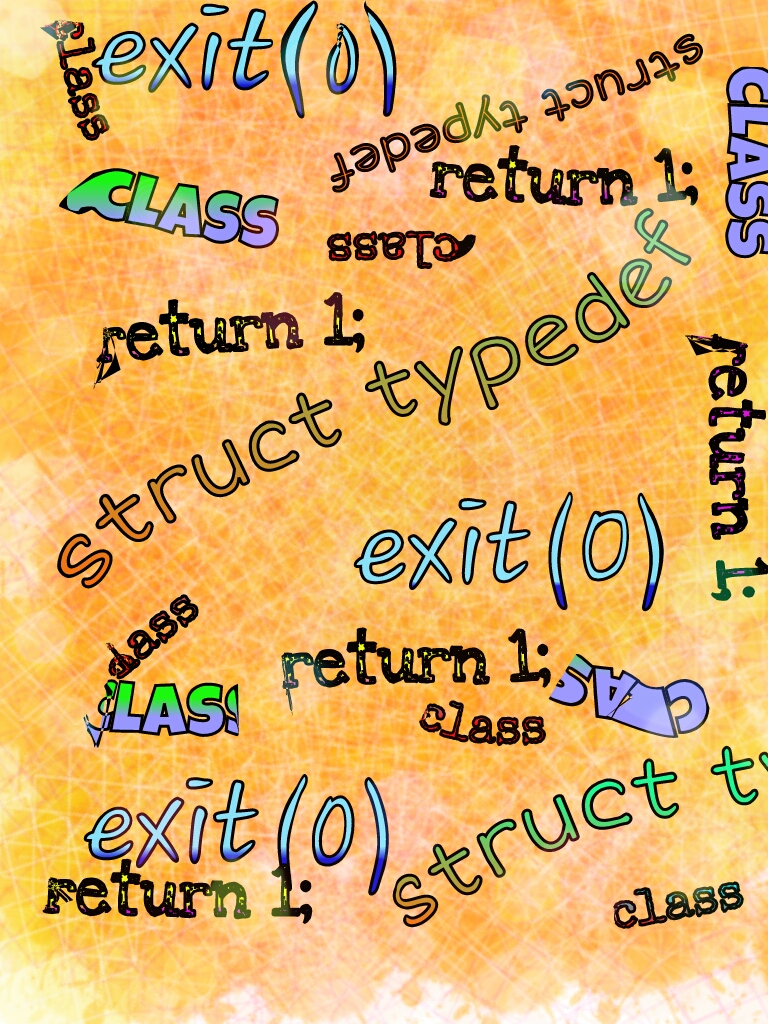 exit(0)
class
struct typedef
CLASS
return 1;
CLASS
class
struct typedef
return 1;
return 1;
exit(0)
class
return 1;
CLASS
CLASS
class
exit(0)
struct ty
return 1;
class